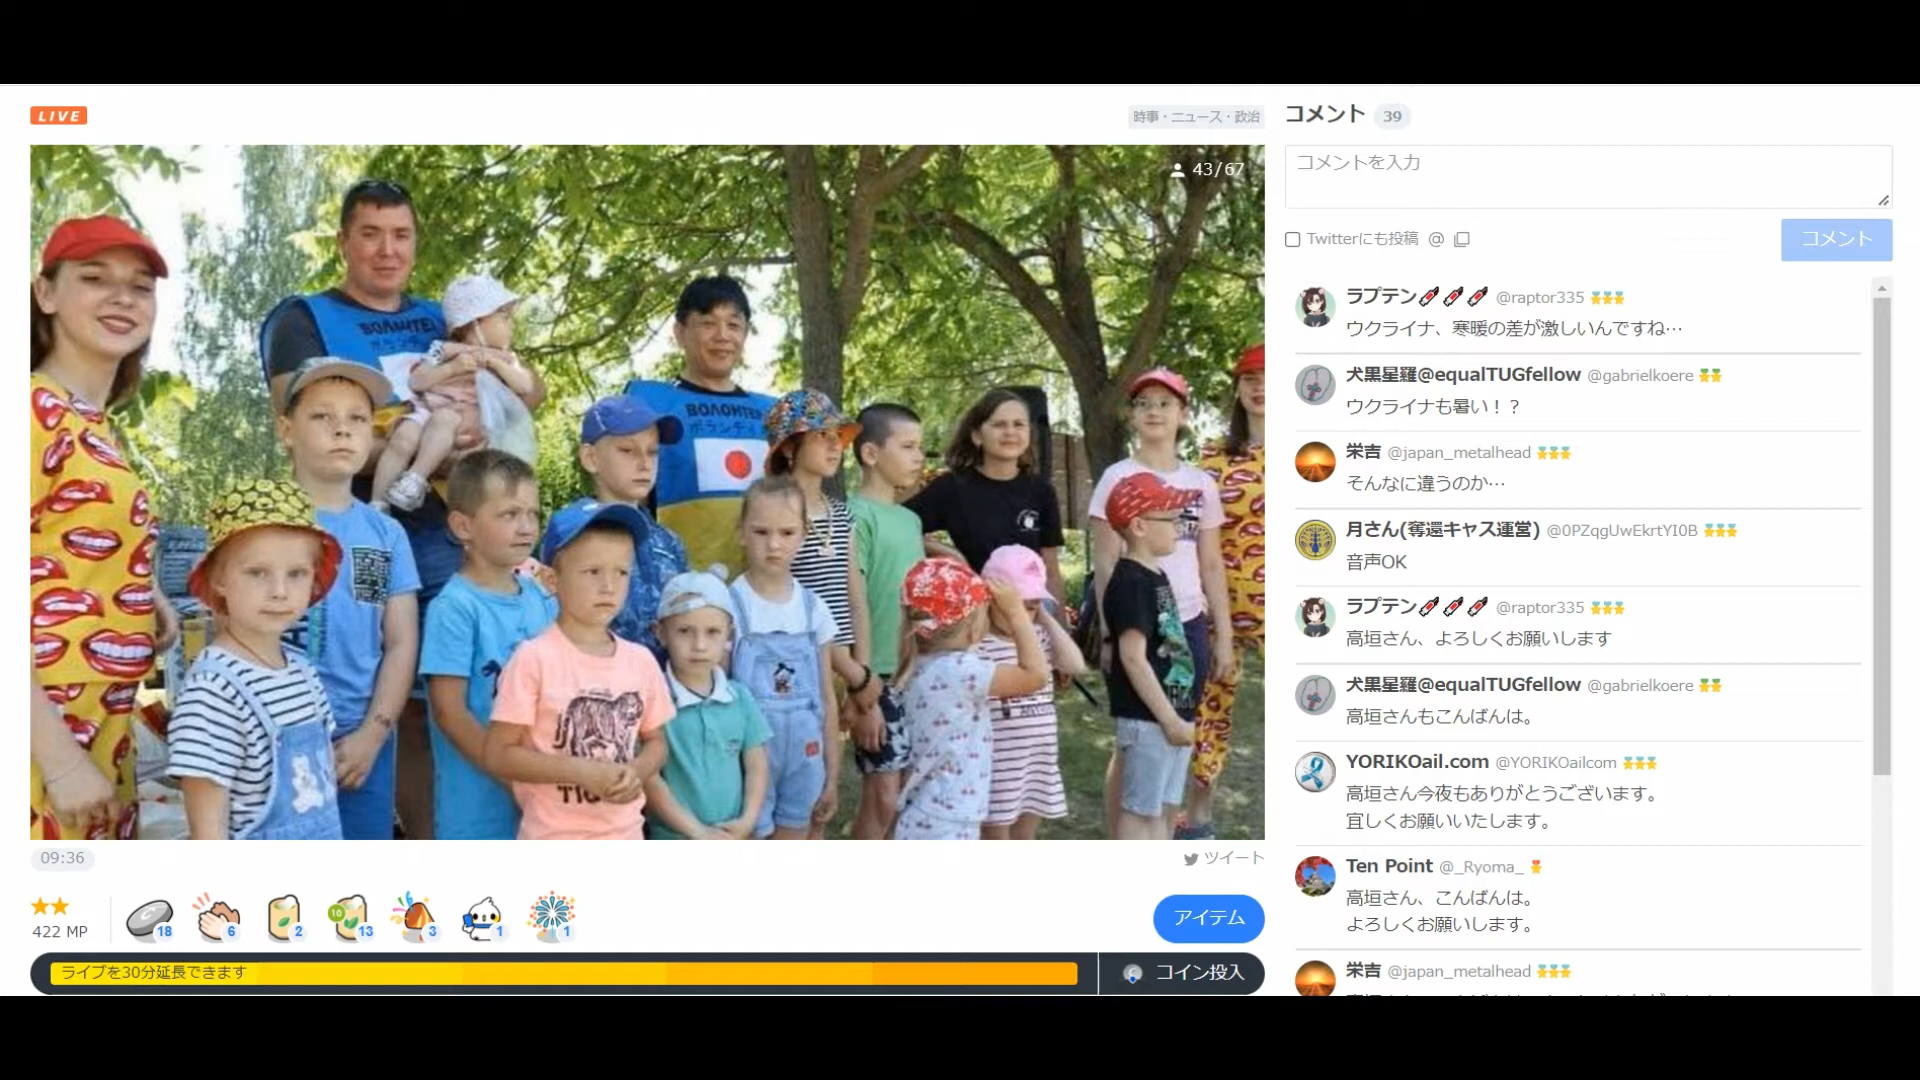 LIVE
時事・ニュース・政治
43/67
ВОЛОНТЕ
ВОЛОНТЕ
ボランティ
TIG
09:36
ツイート
422 MP
18
6
2
10
13
3
1
1
アイテム
ライブを30分延長できます
コイン投入
コメント 39
コメントを入力
Twitterにも投稿 @
コメント
ラプテン @raptor335
ウクライナ、寒暖の差が激しいんですね…
犬黒星羅@equalTUGfellow @gabrielkoere
ウクライナも暑い！？
栄吉 @japan_metalhead
そんなに違うのか…
月さん(奪還キャス運営) @0PZqgUwEkrtYI0B
音声OK
ラプテン @raptor335
高垣さん、よろしくお願いします
犬黒星羅@equalTUGfellow @gabrielkoere
高垣さんもこんばんは。
YORIKOail.com @YORIKOailcom
高垣さん今夜もありがとうございます。
宜しくお願いいたします。
Ten Point @_Ryoma_
高垣さん、こんばんは。
よろしくお願いします。
栄吉 @japan_metalhead